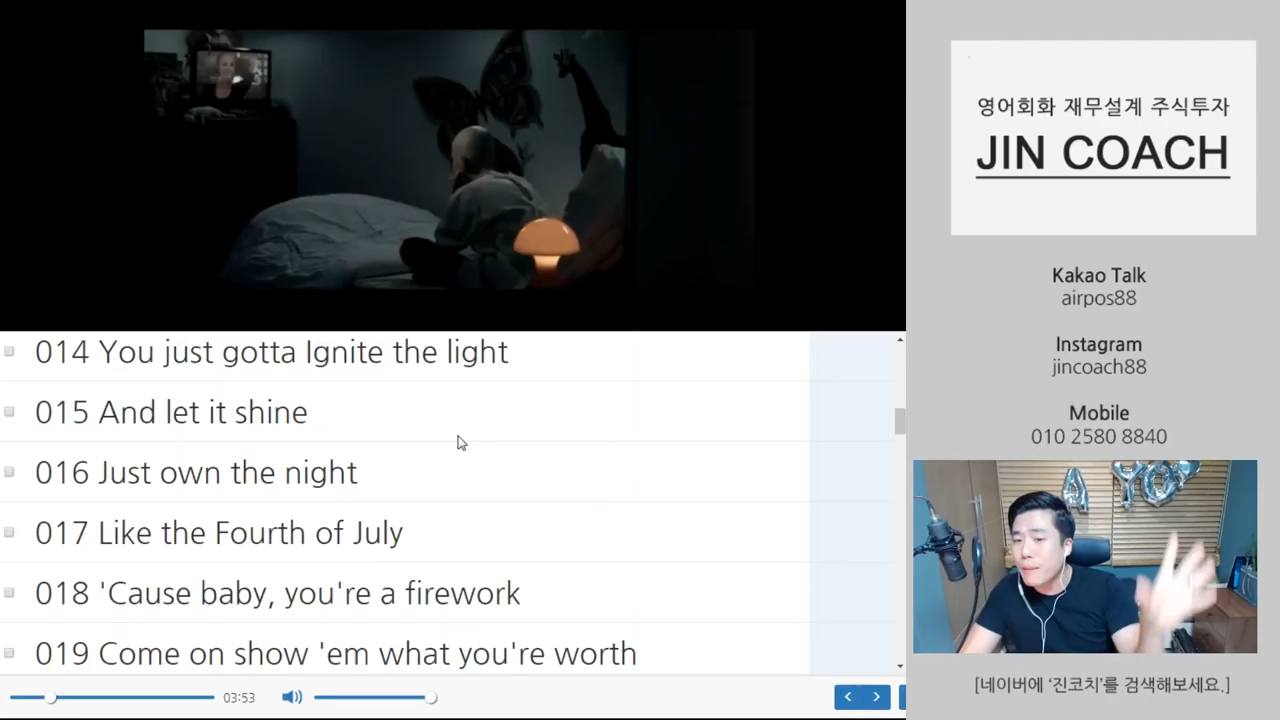 014 You just gotta Ignite the light
015 And let it shine
016 Just own the night
017 Like the Fourth of July
018 'Cause baby, you're a firework
019 Come on show 'em what you're worth
03:53
영어회화 재무설계 주식투자
JIN COACH
Kakao Talk
airpos88
Instagram
jincoach88
Mobile
010 2580 8840
A YO!
[네이버에 '진코치'를 검색해보세요.]